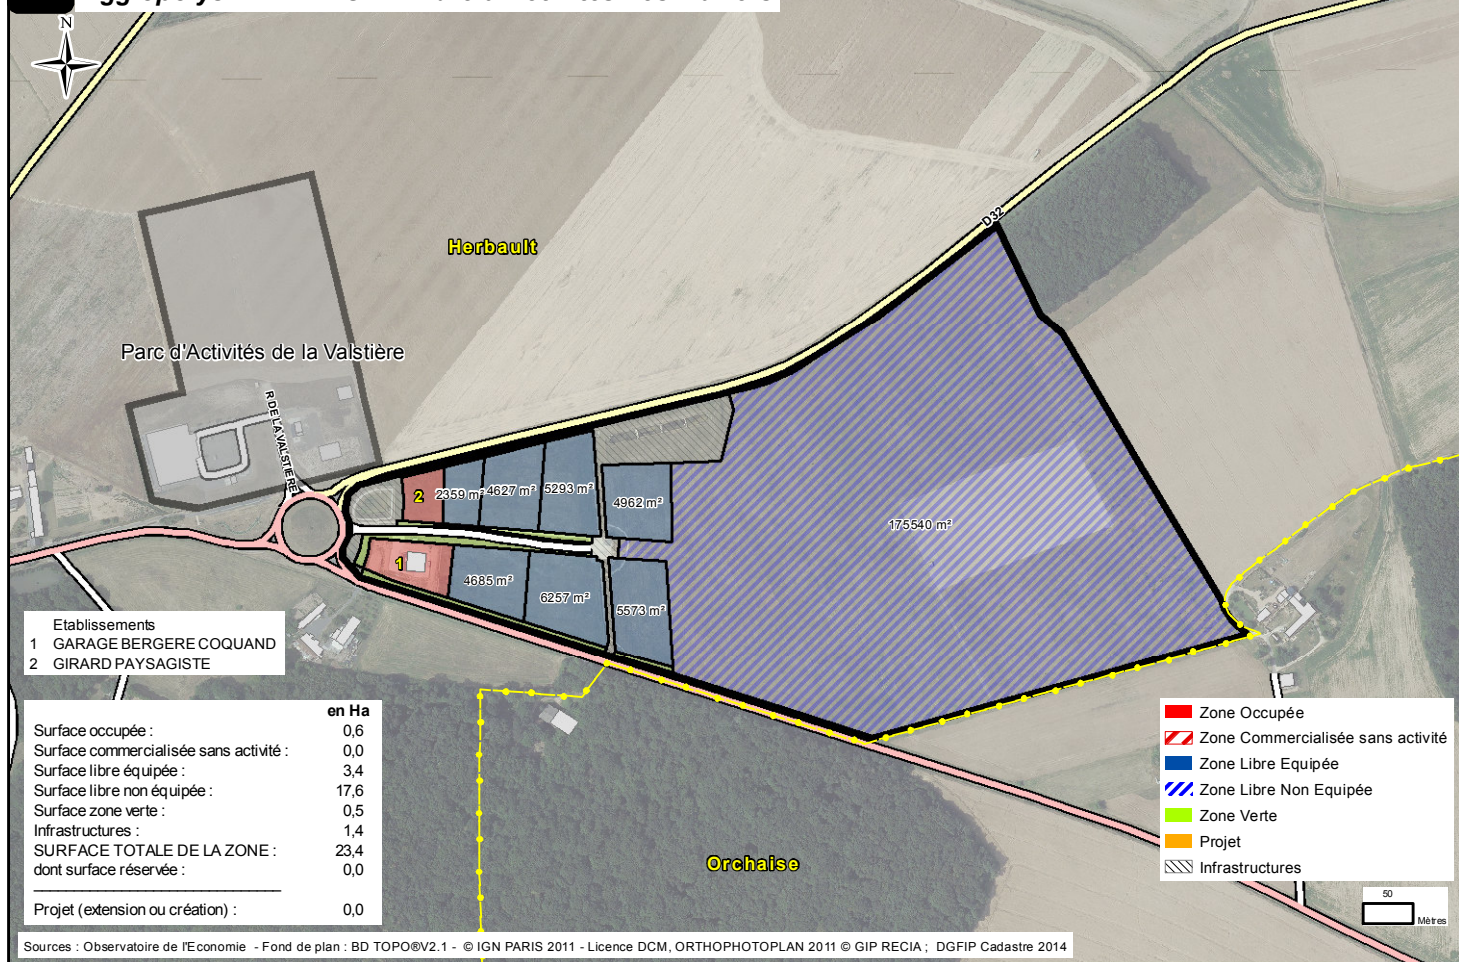 N
D32
Herbault
Parc d'Activités de la Valstière
R DE LA VALSTIERE
2
2359 m²
4627 m²
5293 m²
4962 m²
175540 m²
1
4685 m²
6257 m²
5573 m²
Etablissements
1 GARAGE BERGERE COQUAND
2 GIRARD PAYSAGISTE
en Ha
Surface occupée : 0,6
Surface commercialisée sans activité : 0,0
Surface libre équipée : 3,4
Surface libre non équipée : 17,6
Surface zone verte : 0,5
Infrastructures : 1,4
SURFACE TOTALE DE LA ZONE : 23,4
dont surface réservée : 0,0
Projet (extension ou création) : 0,0
Orchaise
Zone Occupée
Zone Commercialisée sans activité
Zone Libre Equipée
Zone Libre Non Equipée
Zone Verte
Projet
Infrastructures
50
Mètres
Sources : Observatoire de l'Economie - Fond de plan : BD TOPO®V2.1 - © IGN PARIS 2011 - Licence DCM, ORTHOPHOTOPLAN 2011 © GIP RECIA ; DGFIP Cadastre 2014